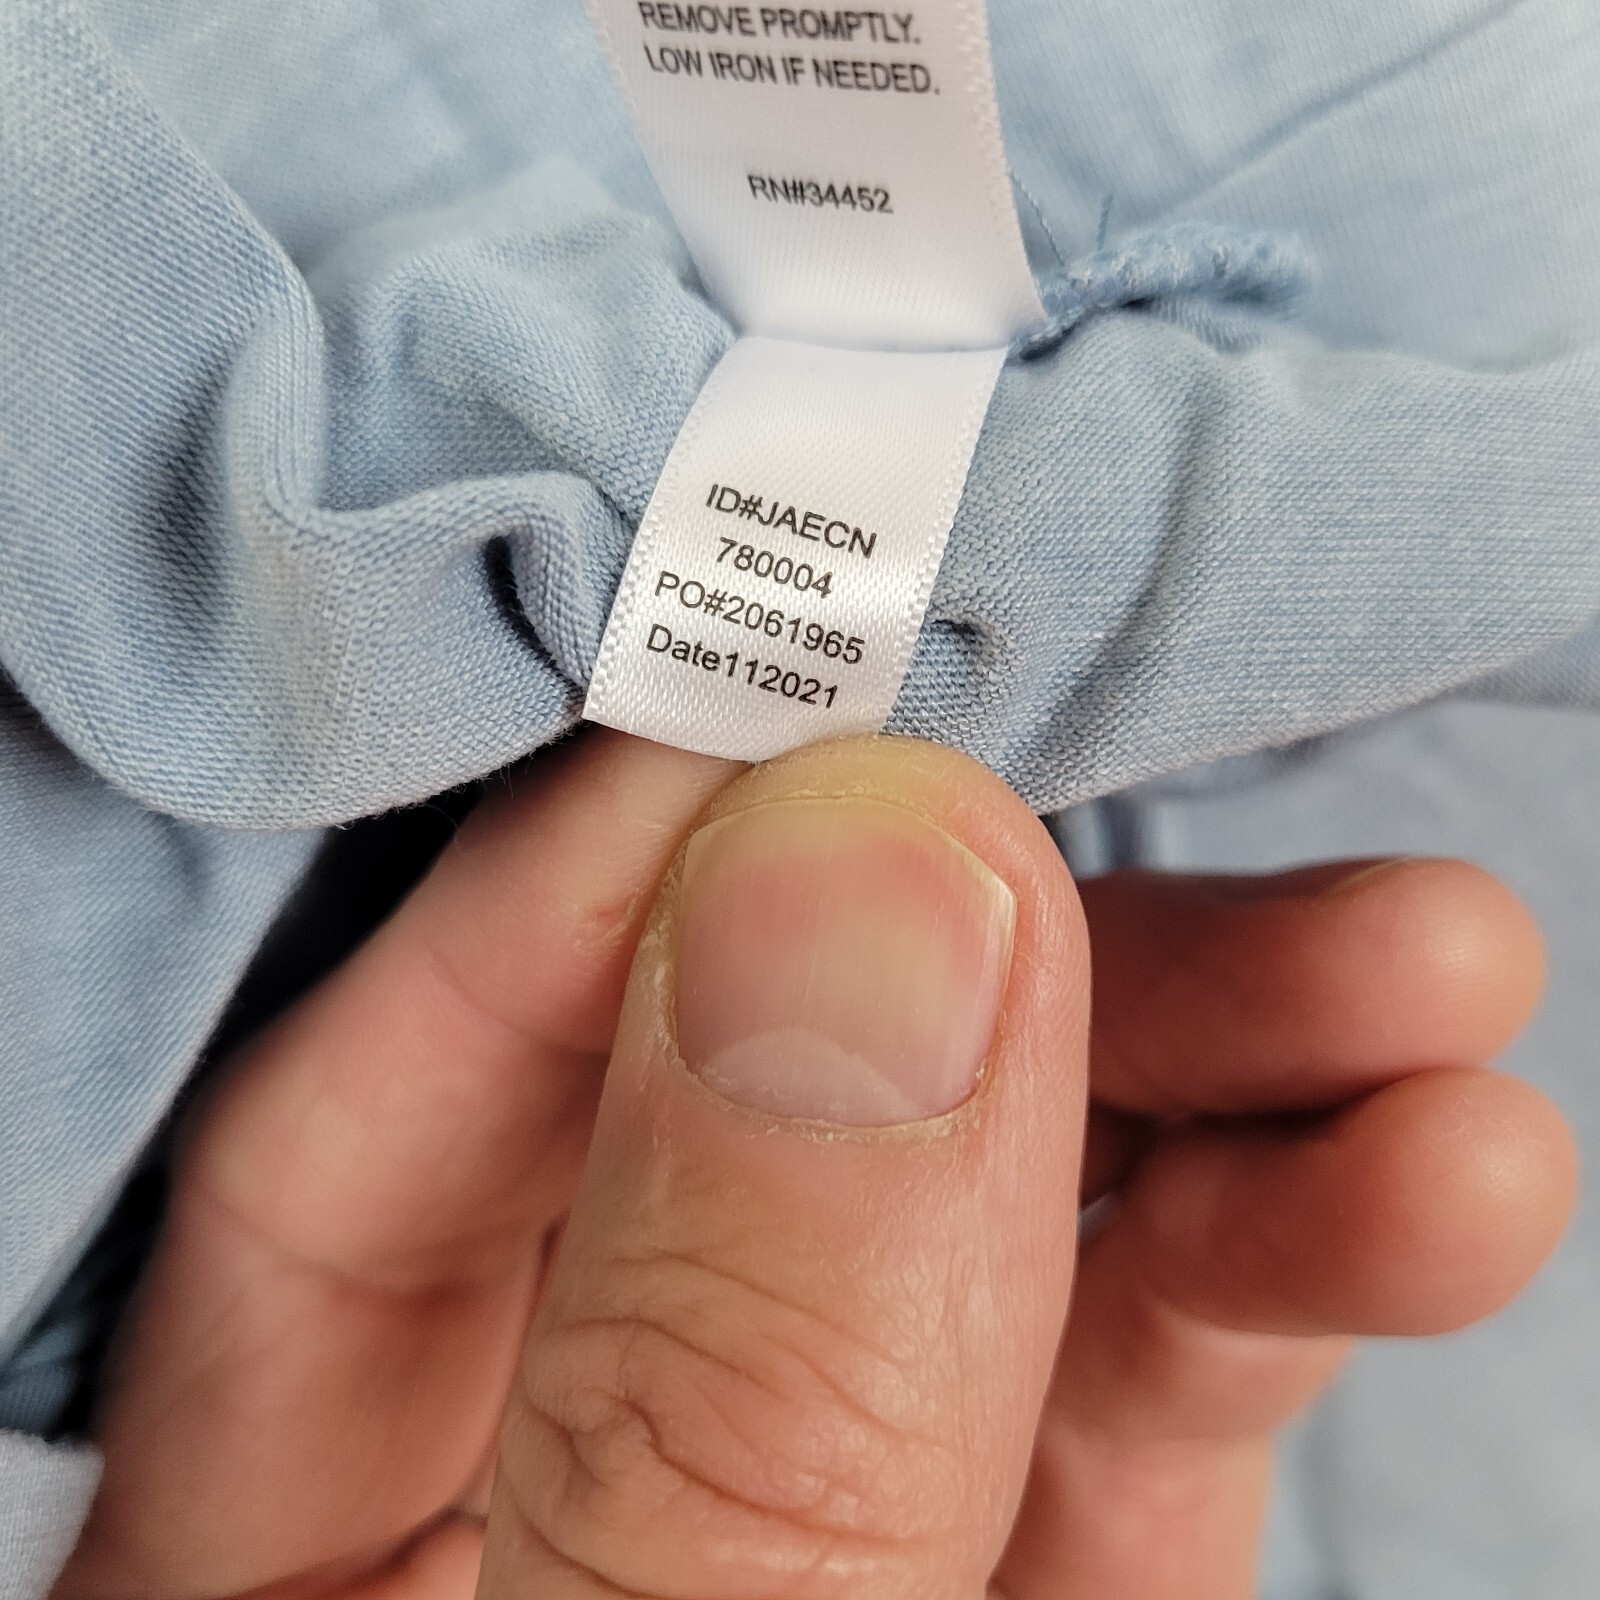 REMOVE PROMPTLY.
LOW IRON IF NEEDED.
RN#34452
ID#JAECN
780004
PO#2061965
Date112021